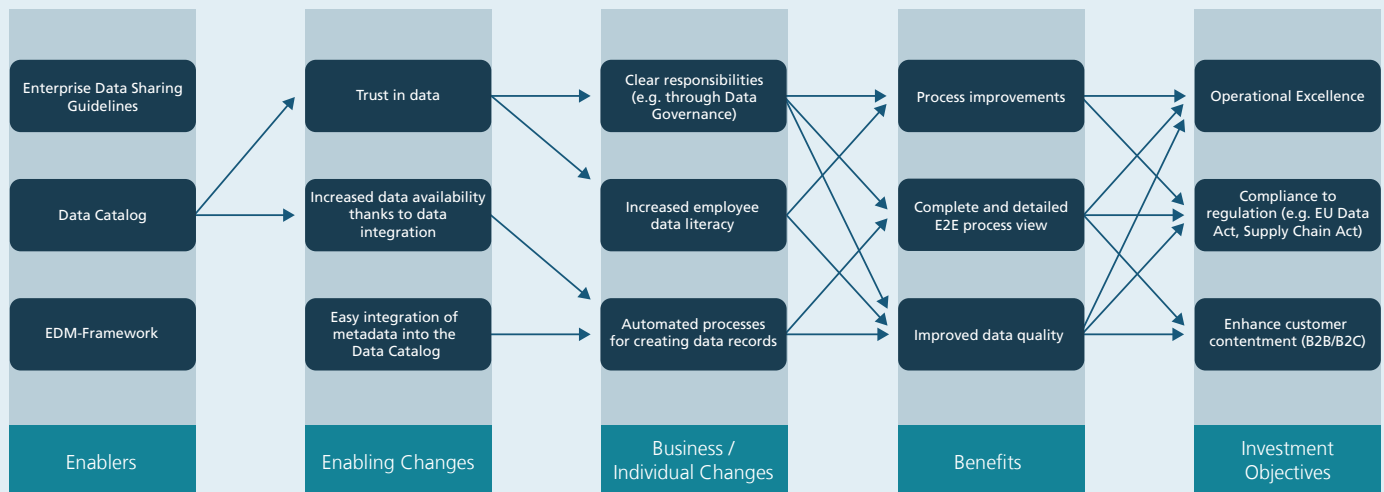 Enterprise Data Sharing
Guidelines
Data Catalog
EDM-Framework
Enablers
Trust in data
Increased data availability
thanks to data
integration
Easy integration of
metadata into the
Data Catalog
Enabling Changes
Clear responsibilities
(e.g. through Data
Governance)
Increased employee
data literacy
Automated processes
for creating data records
Business /
Individual Changes
Process improvements
Complete and detailed
E2E process view
Improved data quality
Benefits
Operational Excellence
Compliance to
regulation (e.g. EU Data
Act, Supply Chain Act)
Enhance customer
contentment (B2B/B2C)
Investment
Objectives